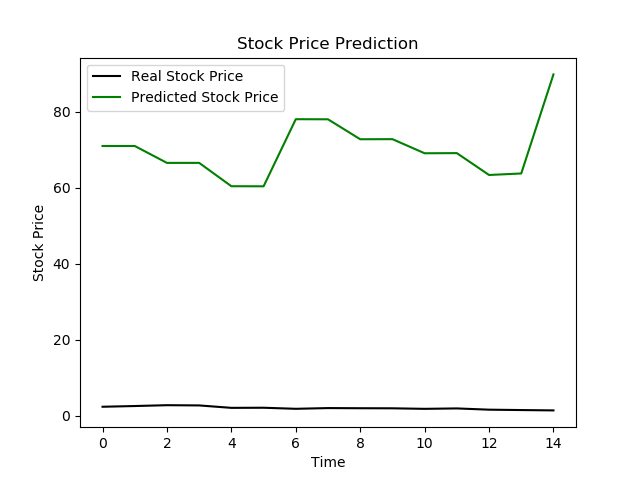 Stock Price Prediction
Real Stock Price
Predicted Stock Price
80
60
40
20
0
Stock Price
0 2 4 6 8 10 12 14
Time